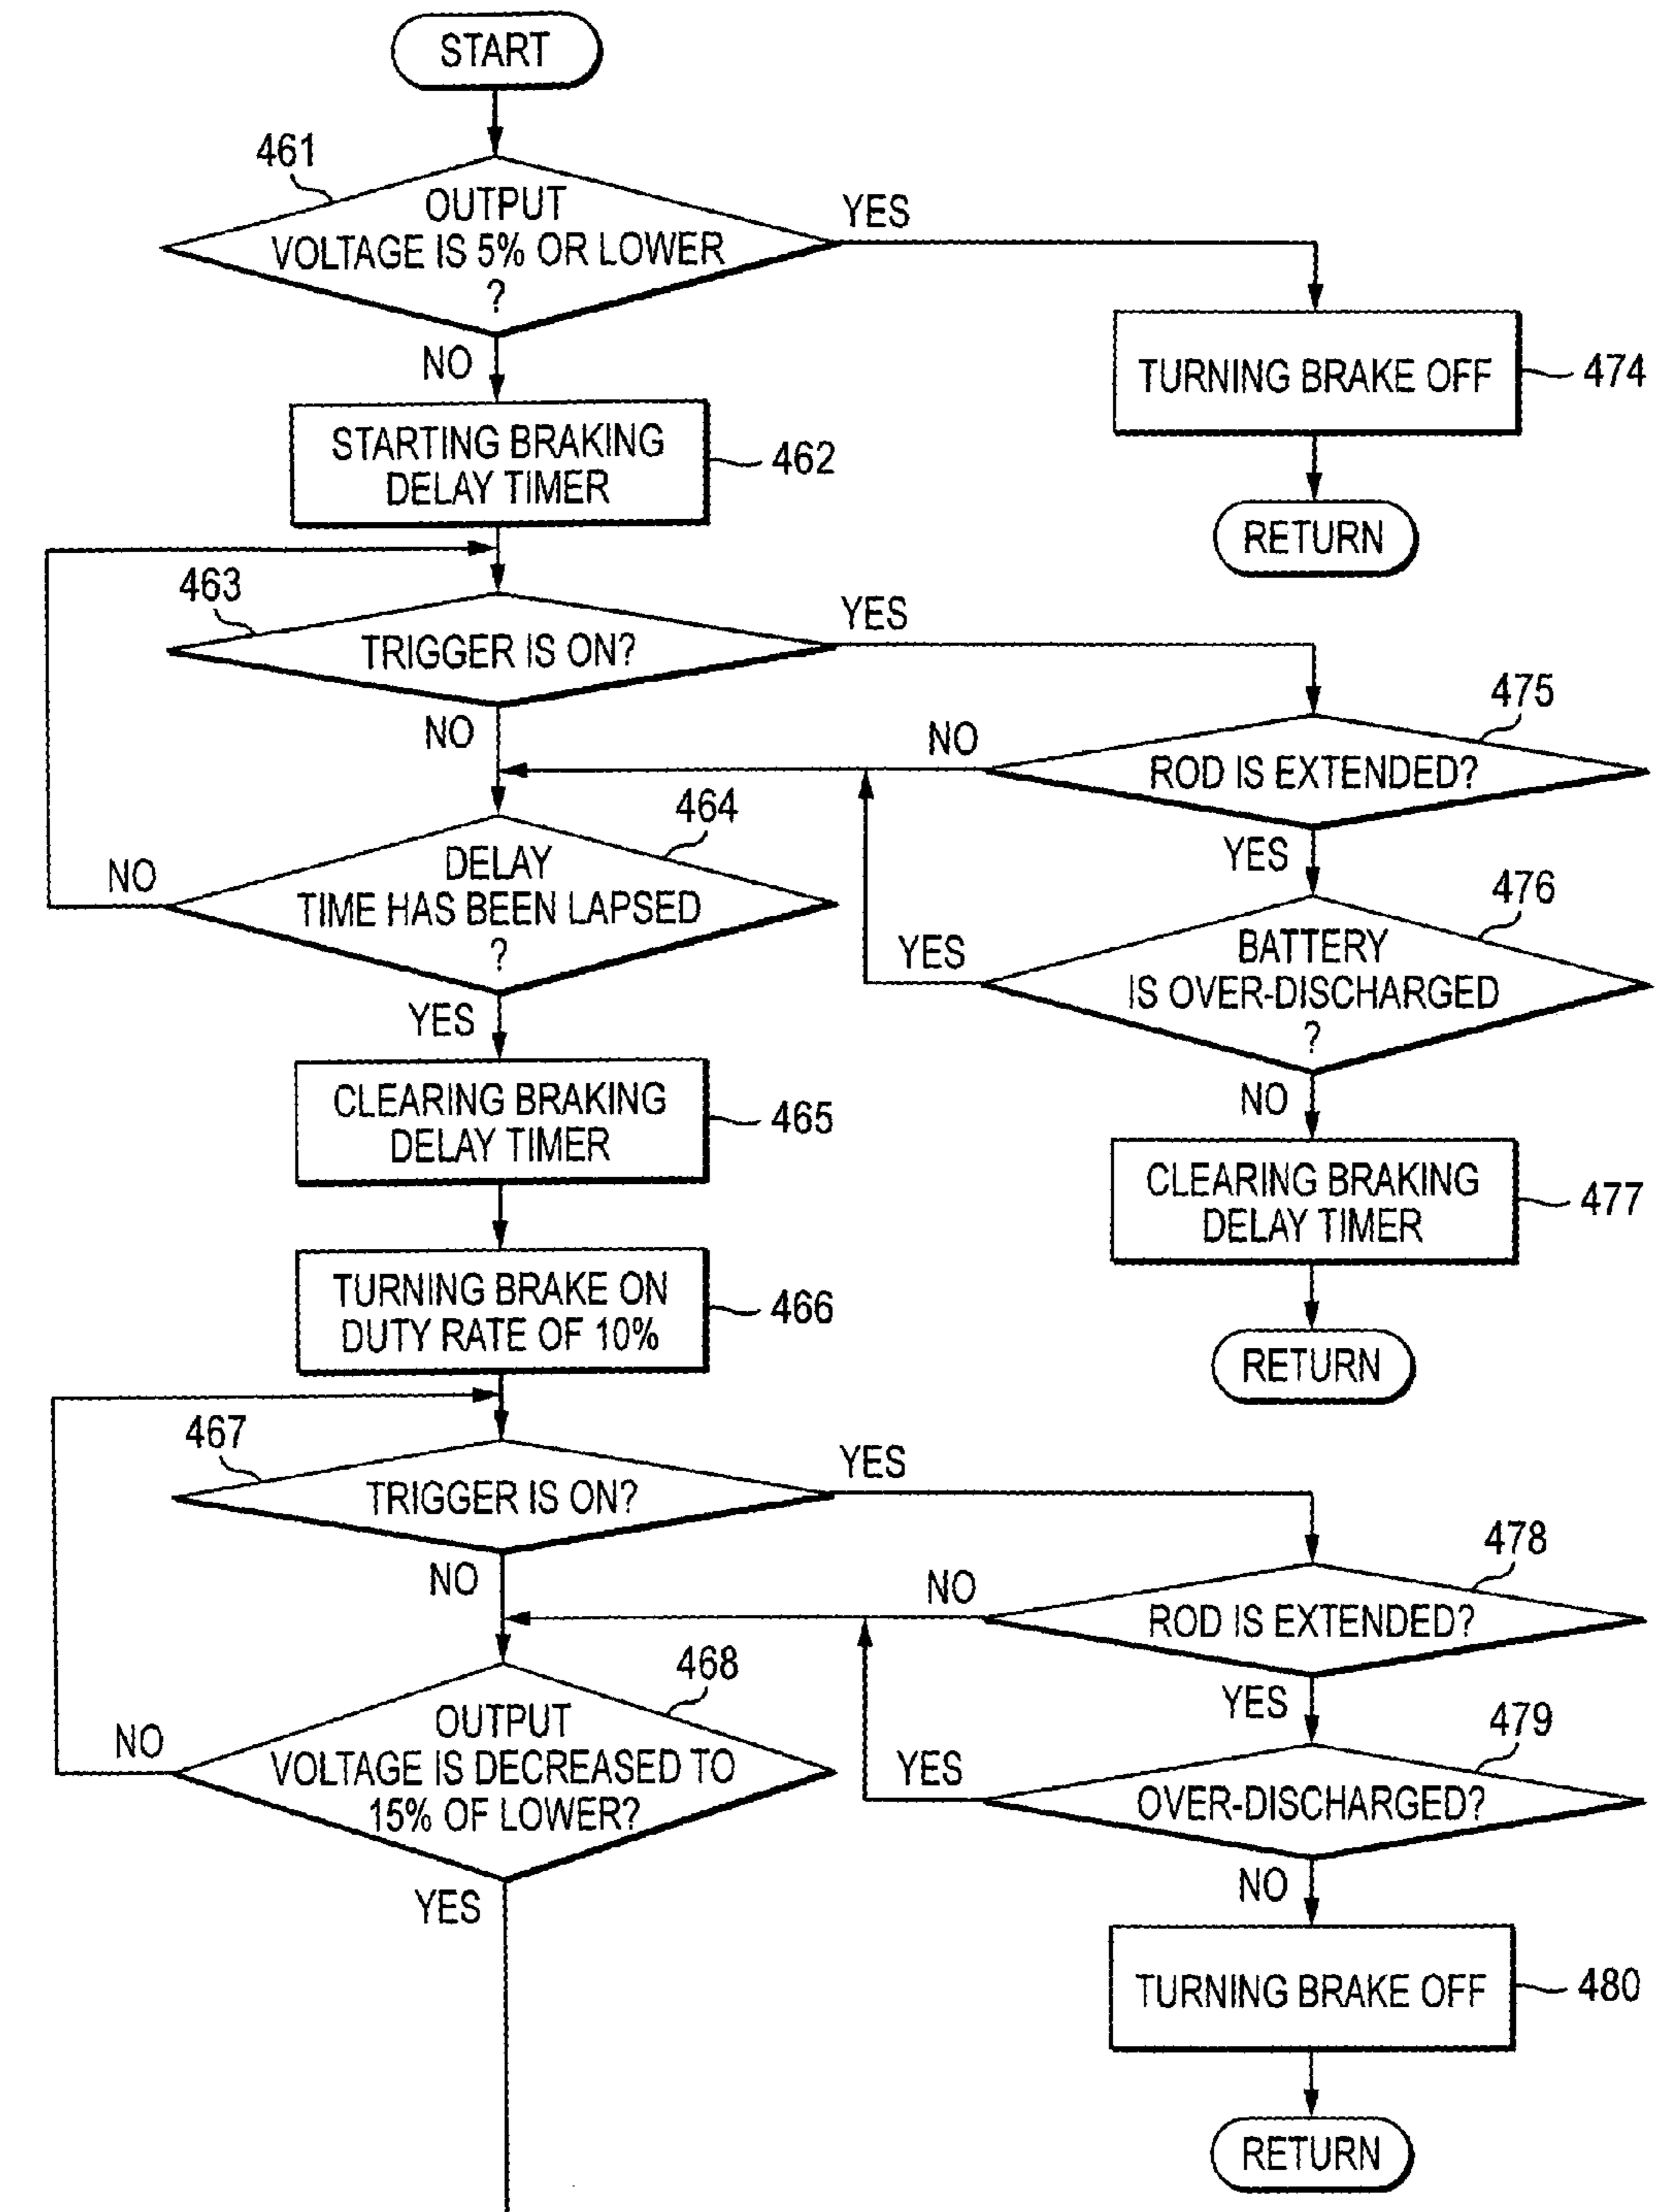 START
461
OUTPUT
VOLTAGE IS 5% OR LOWER
?
YES
NO
TURNING BRAKE OFF
474
RETURN
STARTING BRAKING
DELAY TIMER
462
463
TRIGGER IS ON?
YES
NO
475
ROD IS EXTENDED?
NO
YES
464
DELAY
TIME HAS BEEN LAPSED
?
NO
YES
476
BATTERY
IS OVER-DISCHARGED
?
YES
NO
CLEARING BRAKING
DELAY TIMER
465
CLEARING BRAKING
DELAY TIMER
477
RETURN
TURNING BRAKE ON
DUTY RATE OF 10%
466
467
TRIGGER IS ON?
YES
NO
478
ROD IS EXTENDED?
NO
YES
468
OUTPUT
VOLTAGE IS DECREASED TO
15% OF LOWER?
NO
YES
479
OVER-DISCHARGED?
YES
NO
TURNING BRAKE OFF
480
RETURN